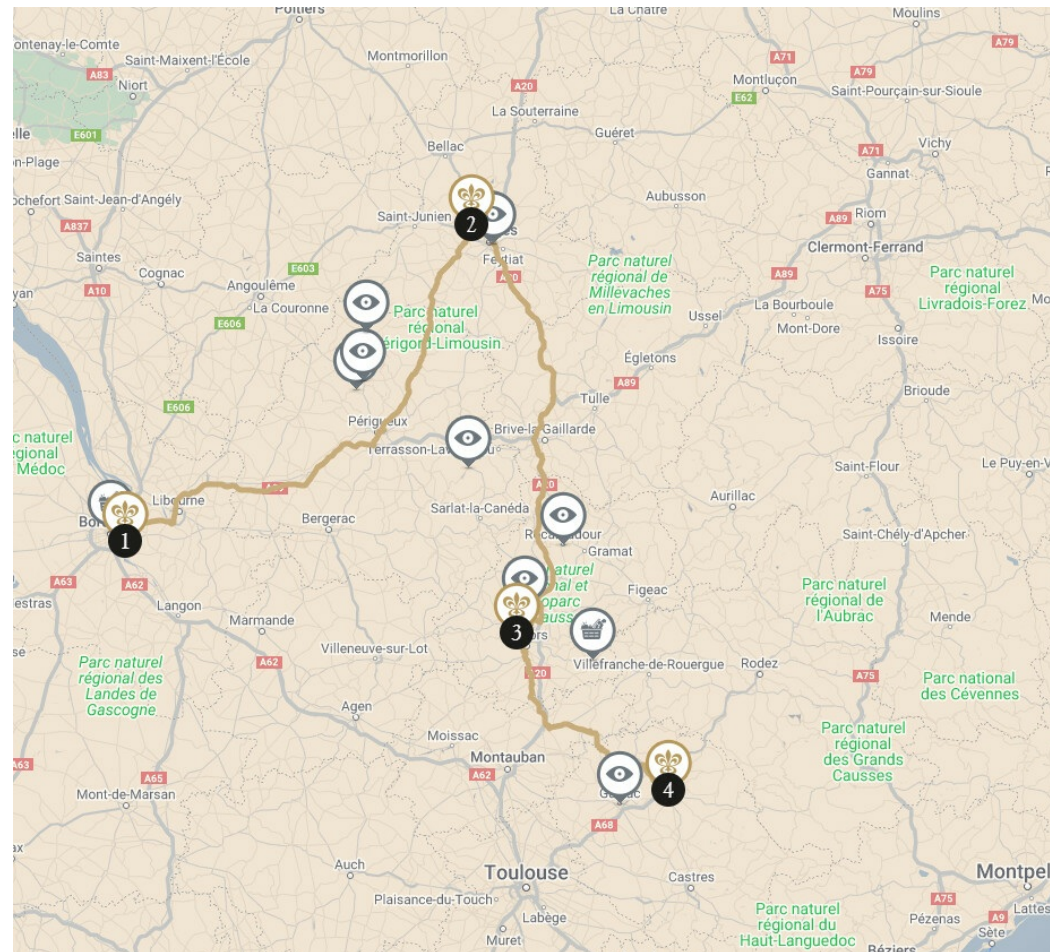 Poitiers
La Châtre
Moulins
A79
ontenay-le-Comte
Saint-Maixent-l'École
Montmorillon
A71
A83
Niort
A20
Montluçon
A79
Saint-Pourçain-sur-Sioule
E62
La Souterraine
E601
elle
Guéret
Bellac
A71
Vichy
on-Plage
Gannat
Aubusson
ochefort
Saint-Jean-d'Angély
Saint-Junien
2
A89
Riom
A837
Feytiat
Clermont-Ferrand
Saintes
Cognac
E603
A20
Parc naturel
régional de
Millevaches
en Limousin
A89
A75
Parc naturel
régional
Livradois-Forez
yan
A10
Angoulême
La Couronne
La Bourboule
Mont-Dore
Ussel
Parc naturel
régional
Périgord-Limousin
E606
Issoire
Égletons
A89
Brioude
E606
Tulle
Périgueux
Brive-la-Gaillarde
c naturel
égional
Médoc
Saint-Flour
Le Puy-en-V
A20
Aurillac
Libourne
Sarlat-la-Canéda
Bergerac
1
Gramat
Saint-Chély-d'Apcher
A63
A62
Figeac
Parc naturel
régional de
l'Aubrac
estras
Langon
Marmande
3
Mende
Villeneuve-sur-Lot
Villefranche-de-Rouergue
Rodez
Parc naturel
régional des
Landes de
Gascogne
A62
A20
A75
Parc national
des Cévennes
Agen
Moissac
Parc naturel
régional
des Grands
Causses
Montauban
A63
A62
A65
4
Mont-de-Marsan
A68
Auch
Toulouse
Castres
Montpel
Plaisance-du-Touch
A75
Lattes
Labège
Parc naturel
régional du
Haut-Languedoc
Pézenas
A9
Sète
Muret
Béziers